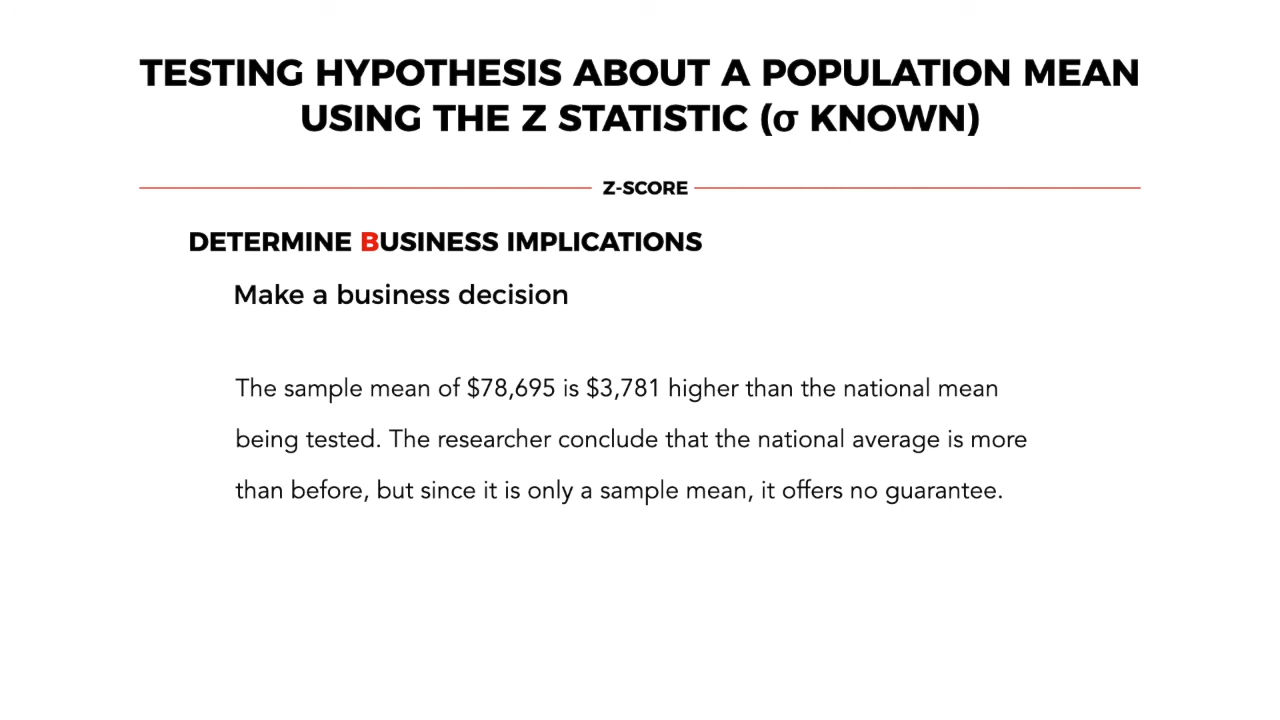 TESTING HYPOTHESIS ABOUT A POPULATION MEAN
USING THE Z STATISTIC (σ KNOWN)
Z-SCORE
DETERMINE BUSINESS IMPLICATIONS
Make a business decision
The sample mean of $78,695 is $3,781 higher than the national mean
being tested. The researcher conclude that the national average is more
than before, but since it is only a sample mean, it offers no guarantee.